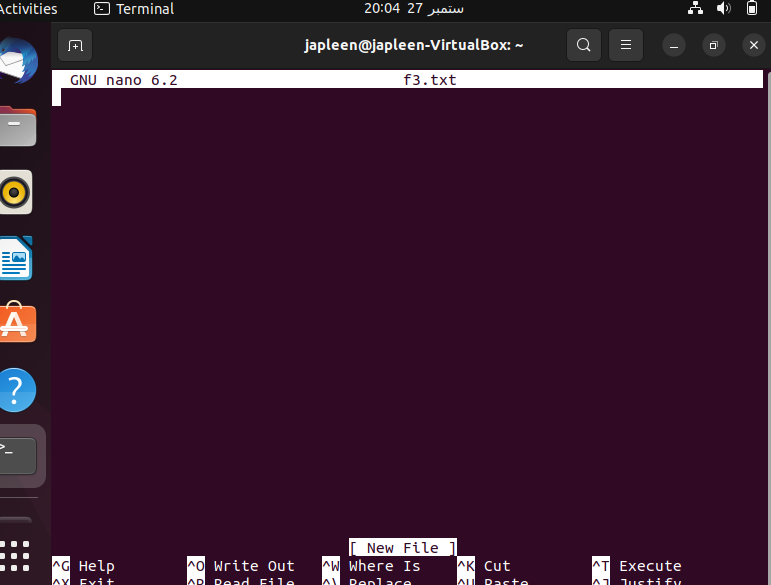 Activities Terminal 20:04 27 ستمبر
japleen@japleen-VirtualBox: ~
GNU nano 6.2 f3.txt
[ New File ]
^G Help ^O Write Out ^W Where Is ^K Cut ^T Execute
^X Exit ^R Read File ^\ Replace ^U Paste ^J Justify